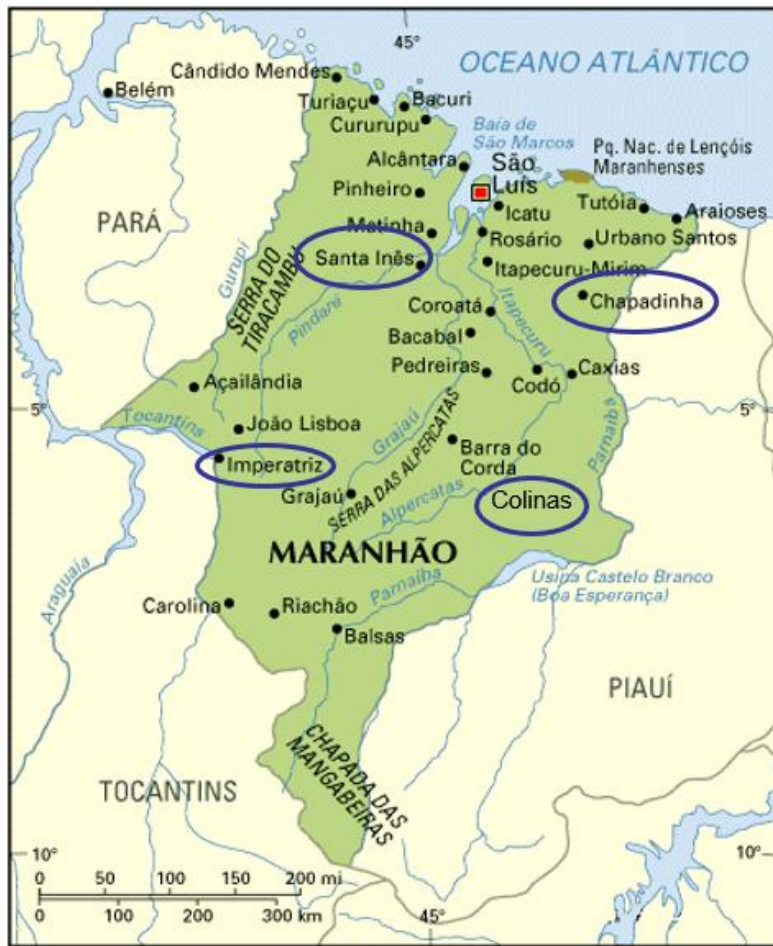 45°
OCEANO ATLÂNTICO
Cândido Mendes
Belém
Turiaçu
Bacuri
Cururupu
Baía de
São Marcos
Pq. Nac. de Lençóis
Maranhenses
Alcântara
São
Luís
Pinheiro
Icatu
Tutóia
Araioses
PARÁ
Matinha
Rosário
Urbano Santos
Gurupí
SERRA DO
TIRACAMBU
Santa Inês
Itapecuru-Mirim
Pindaré
Coroatá
Itapecuru
Chapadinha
Bacabal
Pedreiras
Codó
Caxias
Açailândia
5°
5°
Tocantins
João Lisboa
Grajaú
SERRA DAS ALPERCATAS
Barra do
Corda
Parnaíba
Imperatriz
Grajaú
Alpercatas
Colinas
MARANHÃO
Araguaía
Parnaíba
Usina Castelo Branco
(Boa Esperança)
Carolina
Riachão
Balsas
PIAUÍ
CHAPADA DAS
MANGABEIRAS
TOCANTINS
10°
10°
0 50 100 150 200 mi
0 100 200 300 km
45°